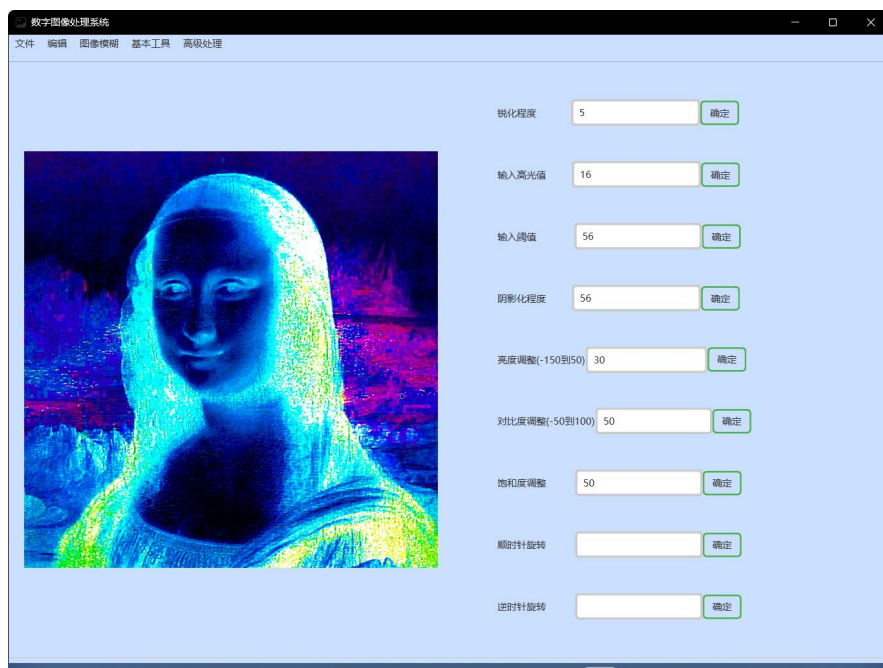 数字图像处理系统
文件 编辑 图像模糊 基本工具 高级处理
锐化程度 5 确定
输入高光值 16 确定
输入阈值 56 确定
阴影化程度 56 确定
亮度调整(-150到50) 30 确定
对比度调整(-50到100) 50 确定
饱和度调整 50 确定
顺时针旋转 确定
逆时针旋转 确定